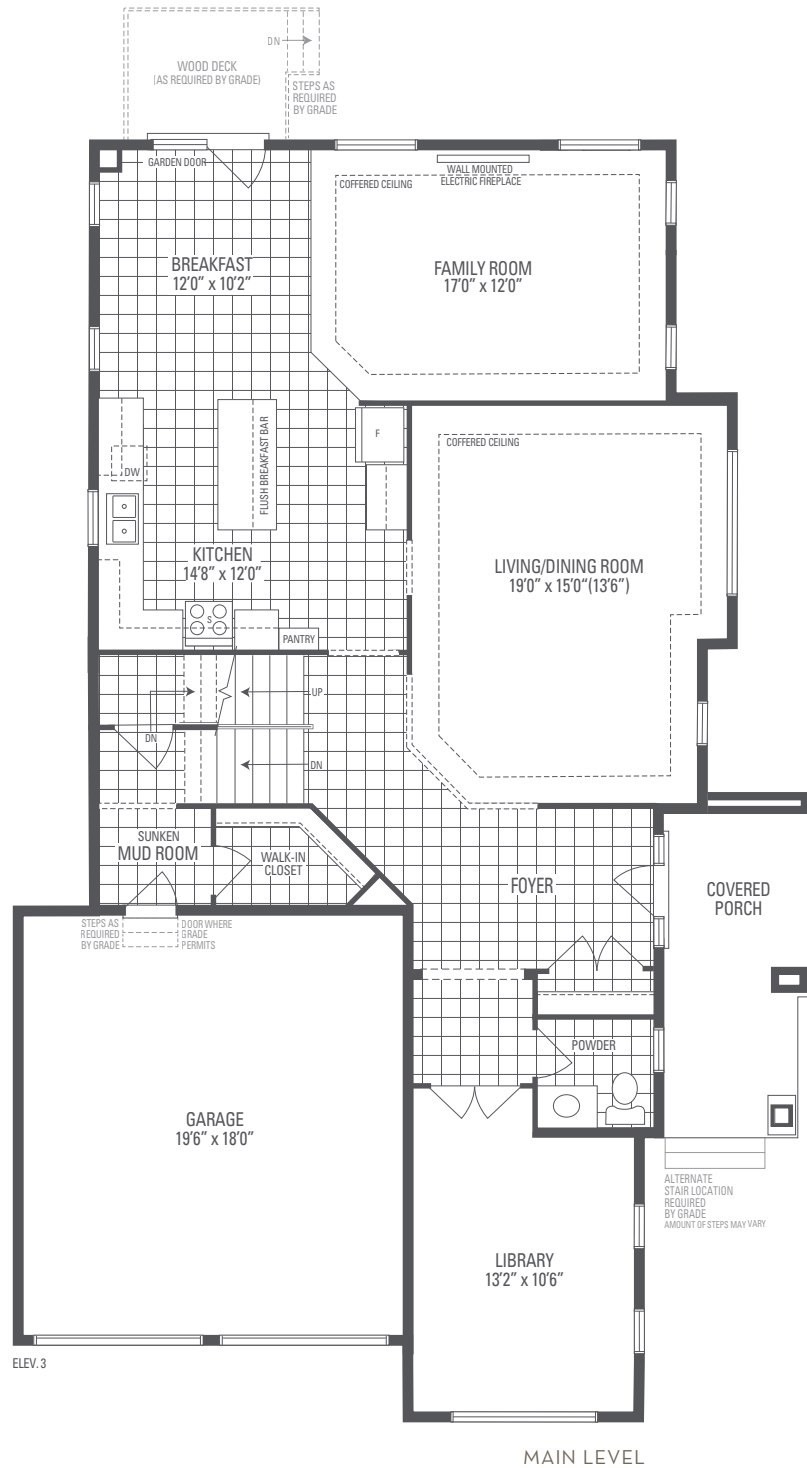 DN
WOOD DECK
(AS REQUIRED BY GRADE)
STEPS AS
REQUIRED
BY GRADE
GARDEN DOOR
WALL MOUNTED
ELECTRIC FIREPLACE
COFFERED CEILING
BREAKFAST
12'0" x 10'2"
FAMILY ROOM
17'0" x 12'0"
FLUSH BREAKFAST BAR
F
COFFERED CEILING
DW
KITCHEN
14'8" x 12'0"
LIVING/DINING ROOM
19'0" x 15'0"(13'6")
S
PANTRY
UP
DN
DN
SUNKEN
MUD ROOM
WALK-IN
CLOSET
FOYER
COVERED
PORCH
STEPS AS
REQUIRED
BY GRADE
DOOR WHERE
GRADE
PERMITS
POWDER
GARAGE
19'6" x 18'0"
ALTERNATE
STAIR LOCATION
REQUIRED
BY GRADE
AMOUNT OF STEPS MAY VARY
LIBRARY
13'2" x 10'6"
ELEV. 3
MAIN LEVEL